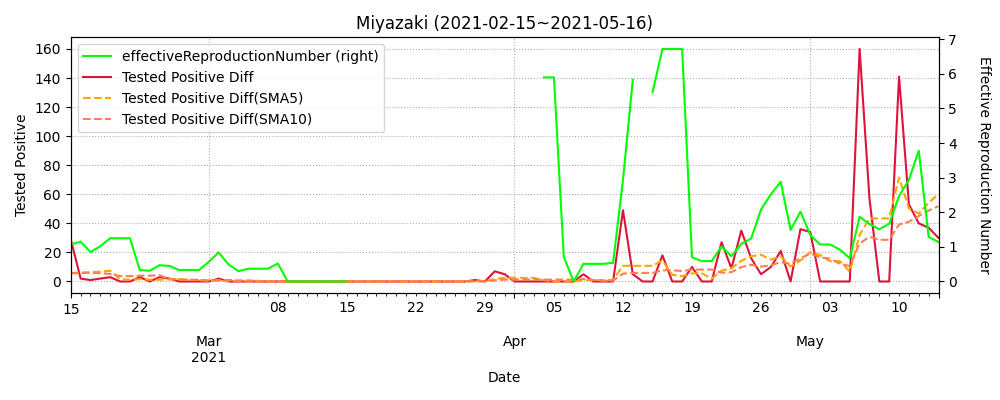 Miyazaki (2021-02-15~2021-05-16)
effectiveReproductionNumber (right)
Tested Positive Diff
Tested Positive Diff(SMA5)
Tested Positive Diff(SMA10)
Tested Positive
160
140
120
100
80
60
40
20
0
7
6
5
4
3
2
1
0
Effective Reproduction Number
15 22 08 15 22 29 05 12 19 26 03 10
Mar Apr May
2021
Date